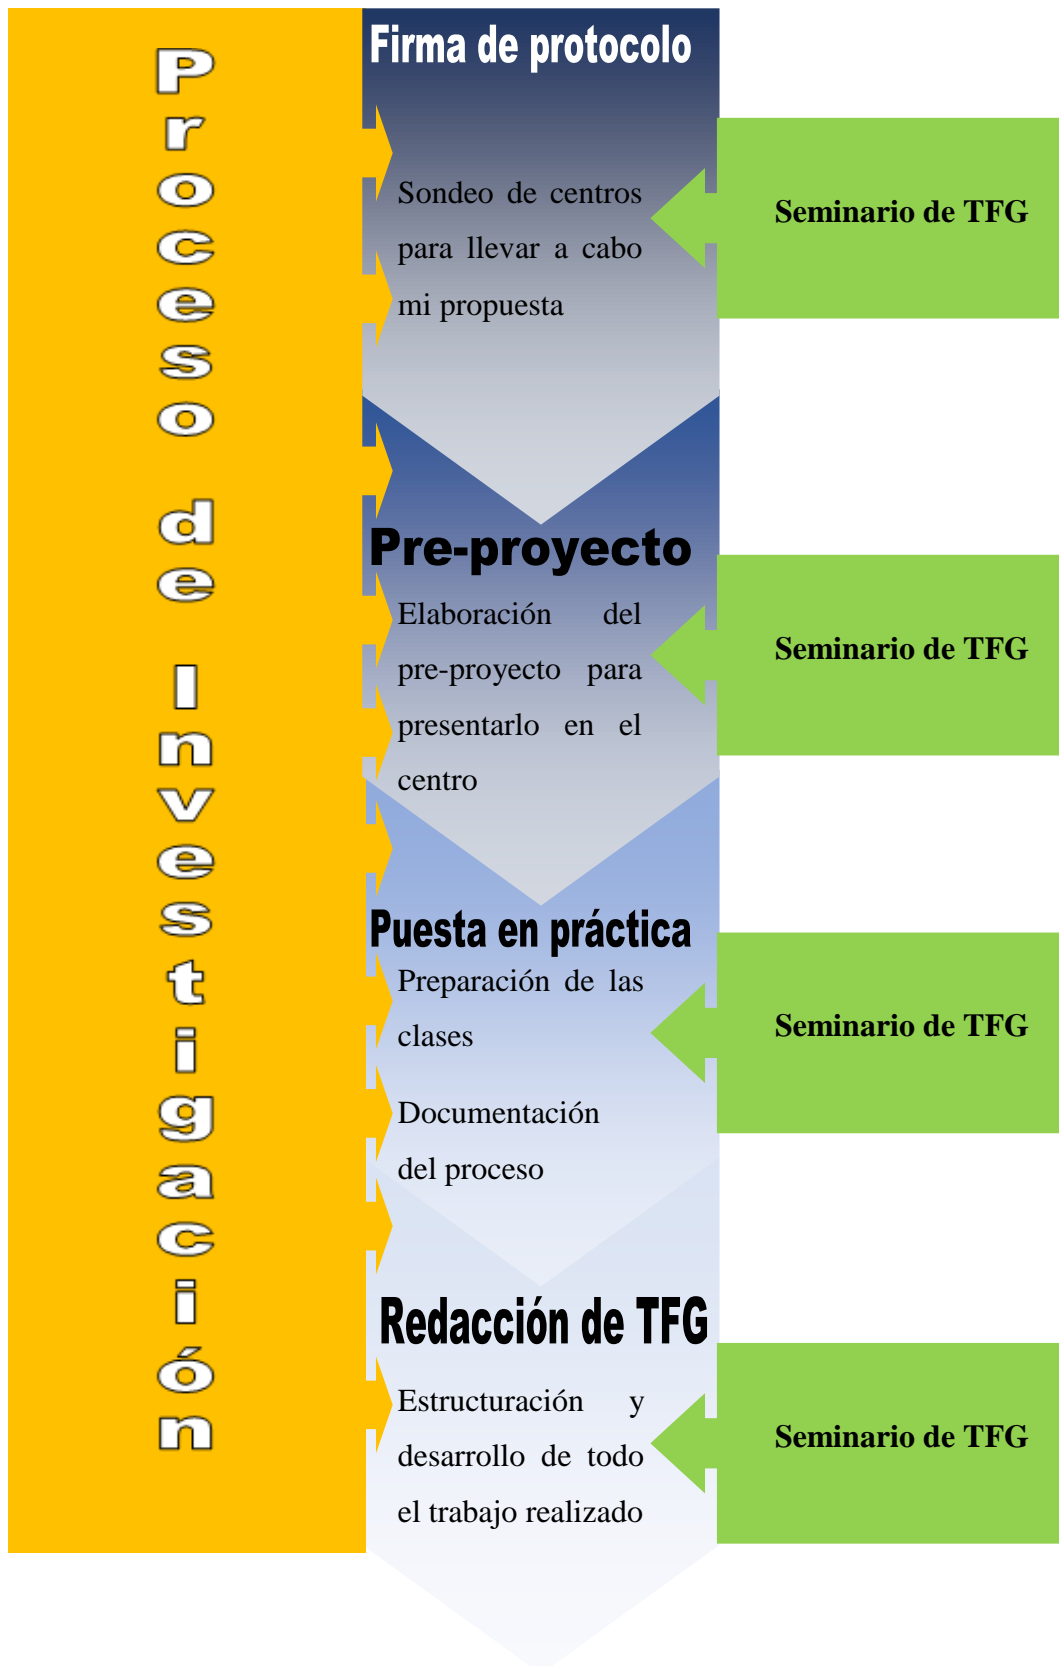 Proceso de Investigación
Firma de protocolo
Sondeo de centros
para llevar a cabo
mi propuesta
Seminario de TFG
Pre-proyecto
Elaboración del
pre-proyecto para
presentarlo en el
centro
Seminario de TFG
Puesta en práctica
Preparación de las
clases
Documentación
del proceso
Seminario de TFG
Redacción de TFG
Estructuración y
desarrollo de todo
el trabajo realizado
Seminario de TFG